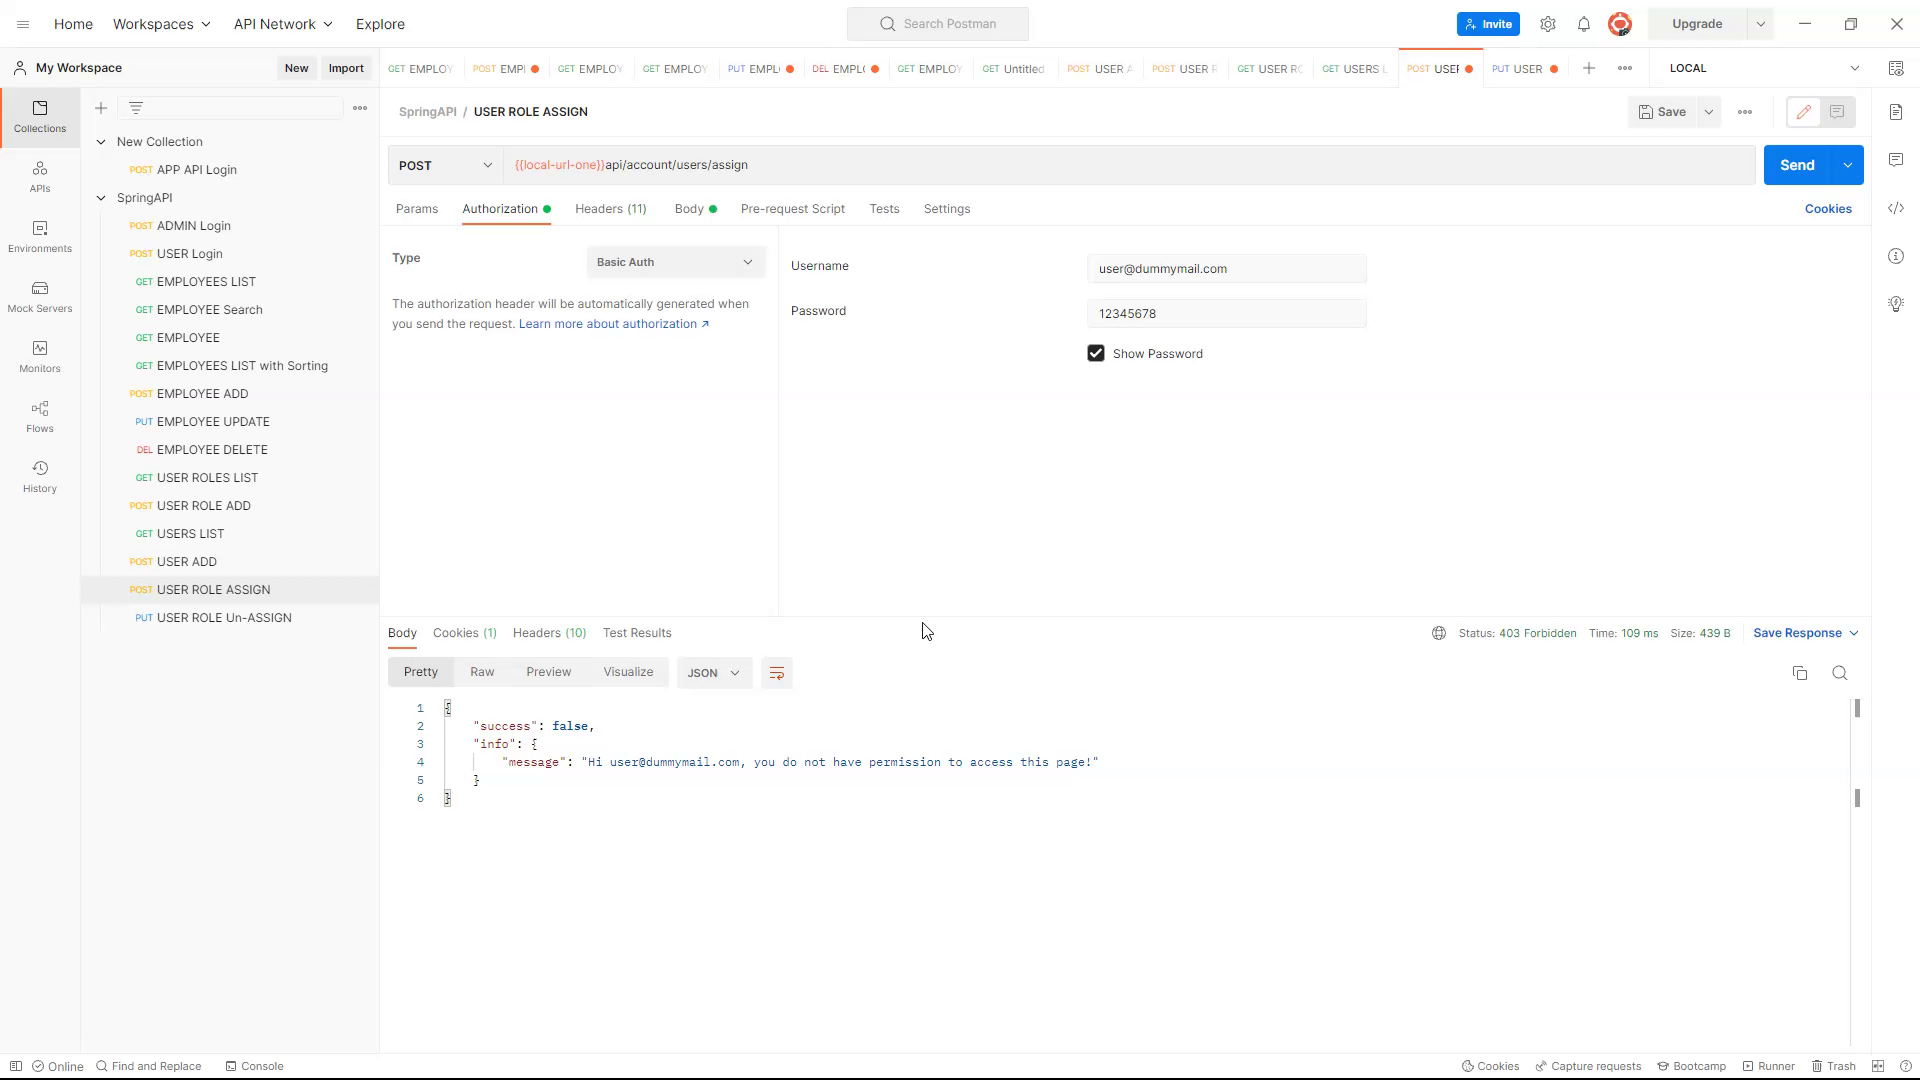 Home Workspaces API Network Explore Search Postman Invite Upgrade
My Workspace New Import GET EMPLOY POST EMPI GET EMPLOY GET EMPLOY PUT EMPL DEL EMPL GET EMPLOY GET Untitled POST USER A POST USER GET USER RO GET USERS L POST USER PUT USER LOCAL
SpringAPI / USER ROLE ASSIGN Save
Collections
APIs
Environments
Mock Servers
Monitors
Flows
History
New Collection
POST APP API Login
SpringAPI
POST ADMIN Login
POST USER Login
GET EMPLOYEES LIST
GET EMPLOYEE Search
GET EMPLOYEE
GET EMPLOYEES LIST with Sorting
POST EMPLOYEE ADD
PUT EMPLOYEE UPDATE
DEL EMPLOYEE DELETE
GET USER ROLES LIST
POST USER ROLE ADD
GET USERS LIST
POST USER ADD
POST USER ROLE ASSIGN
PUT USER ROLE Un-ASSIGN
POST {{local-url-one}}api/account/users/assign Send
Params Authorization Headers (11) Body Pre-request Script Tests Settings Cookies
Type Basic Auth
The authorization header will be automatically generated when
you send the request. Learn more about authorization ↗
Username user@dummymail.com
Password 12345678
Show Password
Body Cookies (1) Headers (10) Test Results Status: 403 Forbidden Time: 109 ms Size: 439 B Save Response
Pretty Raw Preview Visualize JSON
1 {
2 "success": false,
3 "info": {
4 "message": "Hi user@dummymail.com, you do not have permission to access this page!"
5 }
6 }
Online Find and Replace Console Cookies Capture requests Bootcamp Runner Trash